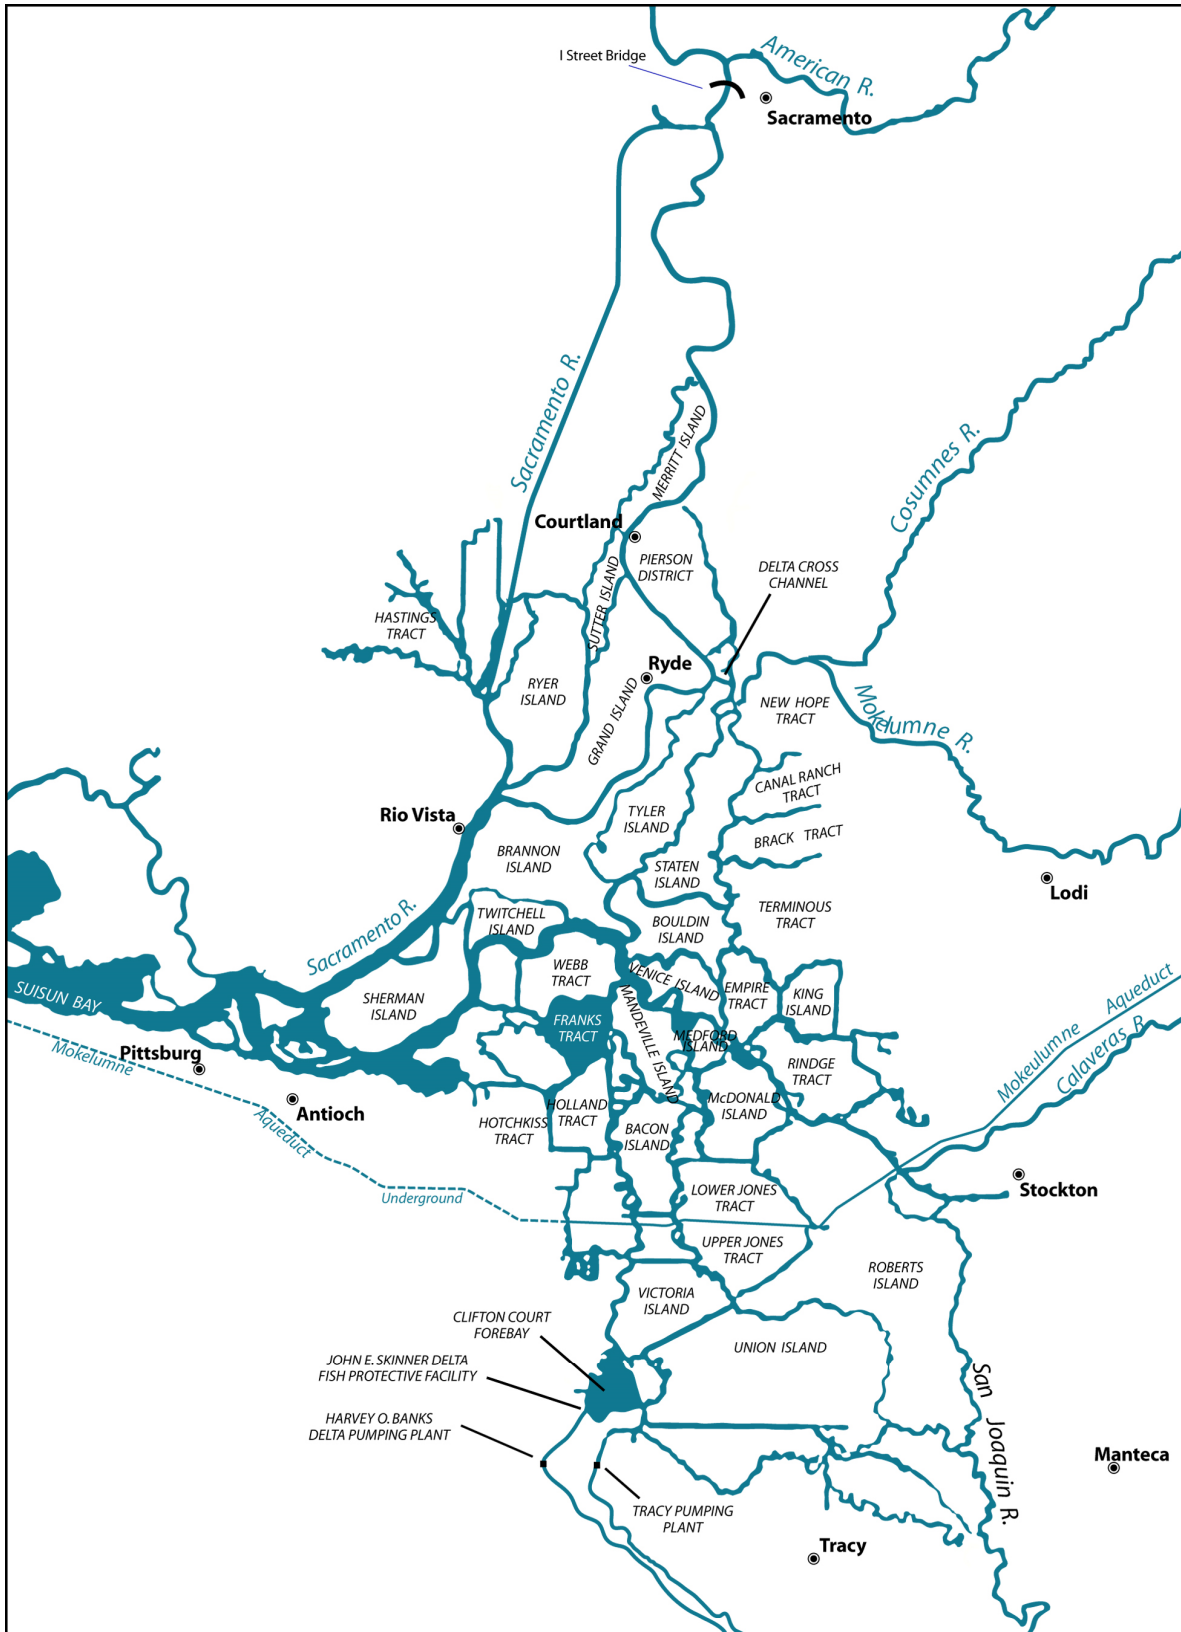 I Street Bridge
American R.
Sacramento
Sacramento R.
MERRITT ISLAND
Cosumnes R.
Courtland
PIERSON
DISTRICT
DELTA CROSS
CHANNEL
SUTTER ISLAND
HASTINGS
TRACT
Ryde
RYER
ISLAND
GRAND ISLAND
NEW HOPE
TRACT
Mokelumne R.
CANAL RANCH
TRACT
Rio Vista
TYLER
ISLAND
BRACK TRACT
BRANNON
ISLAND
STATEN
ISLAND
Lodi
TWITCHELL
ISLAND
BOULDIN
ISLAND
TERMINOUS
TRACT
Sacramento R.
WEBB
TRACT
VENICE ISLAND
EMPIRE
TRACT
KING
ISLAND
SUISUN BAY
SHERMAN
ISLAND
FRANKS
TRACT
MANDEVILLE ISLAND
MEDFORD
ISLAND
Mokeulumne Aqueduct
Calaveras R.
Mokelumne
Aqueduct
Underground
Pittsburg
Antioch
RINDGE
TRACT
HOLLAND
TRACT
McDONALD
ISLAND
HOTCHKISS
TRACT
BACON
ISLAND
Stockton
LOWER JONES
TRACT
UPPER JONES
TRACT
ROBERTS
ISLAND
VICTORIA
ISLAND
CLIFTON COURT
FOREBAY
UNION ISLAND
JOHN E. SKINNER DELTA
FISH PROTECTIVE FACILITY
San Joaquin R.
HARVEY O. BANKS
DELTA PUMPING PLANT
Manteca
TRACY PUMPING
PLANT
Tracy